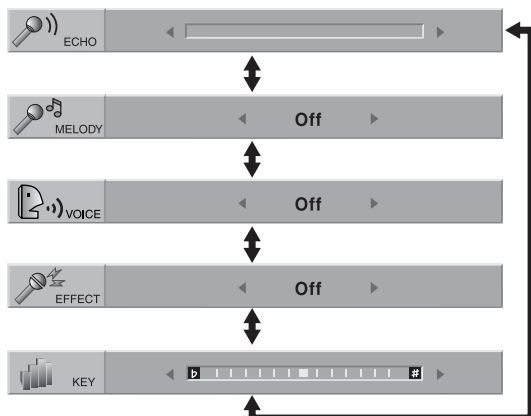 ECHO
MELODY Off
VOICE Off
EFFECT Off
KEY ♭ #